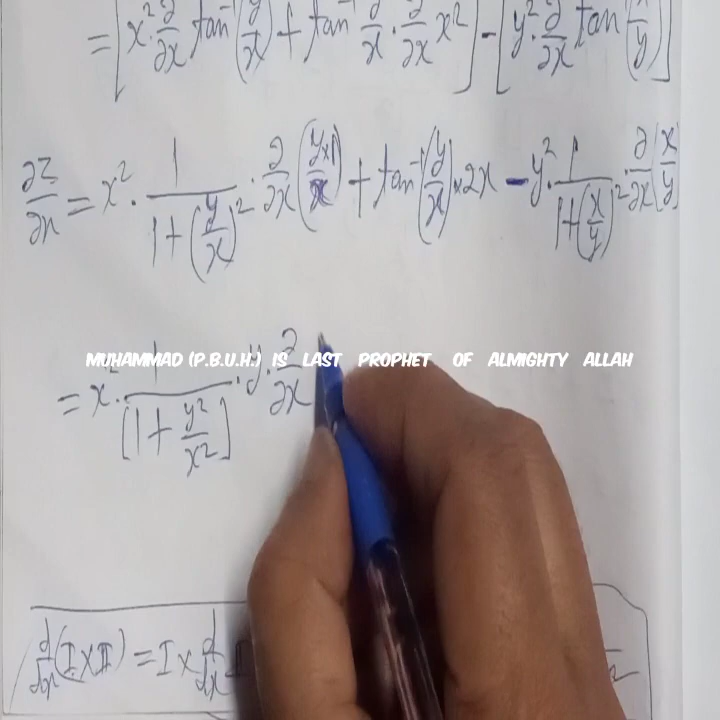 = [x²·∂/∂x tan⁻¹(y/x) + tan⁻¹ y/x · ∂/∂x x²] - [y²·∂/∂x tan (x/y)]
∂z/∂x = x² · 1/(1+(y/x)²) · ∂/∂x (y×1/x) + tan⁻¹(y/x) × 2x - y² · 1/(1+(x/y)²) · ∂/∂x (x/y)
MUHAMMAD (P.B.U.H.) IS LAST PROPHET OF ALMIGHTY ALLAH
= x² · 1/[1+y²/x²] · y · ∂/∂x
d/dx (I×II) = I × d/dx